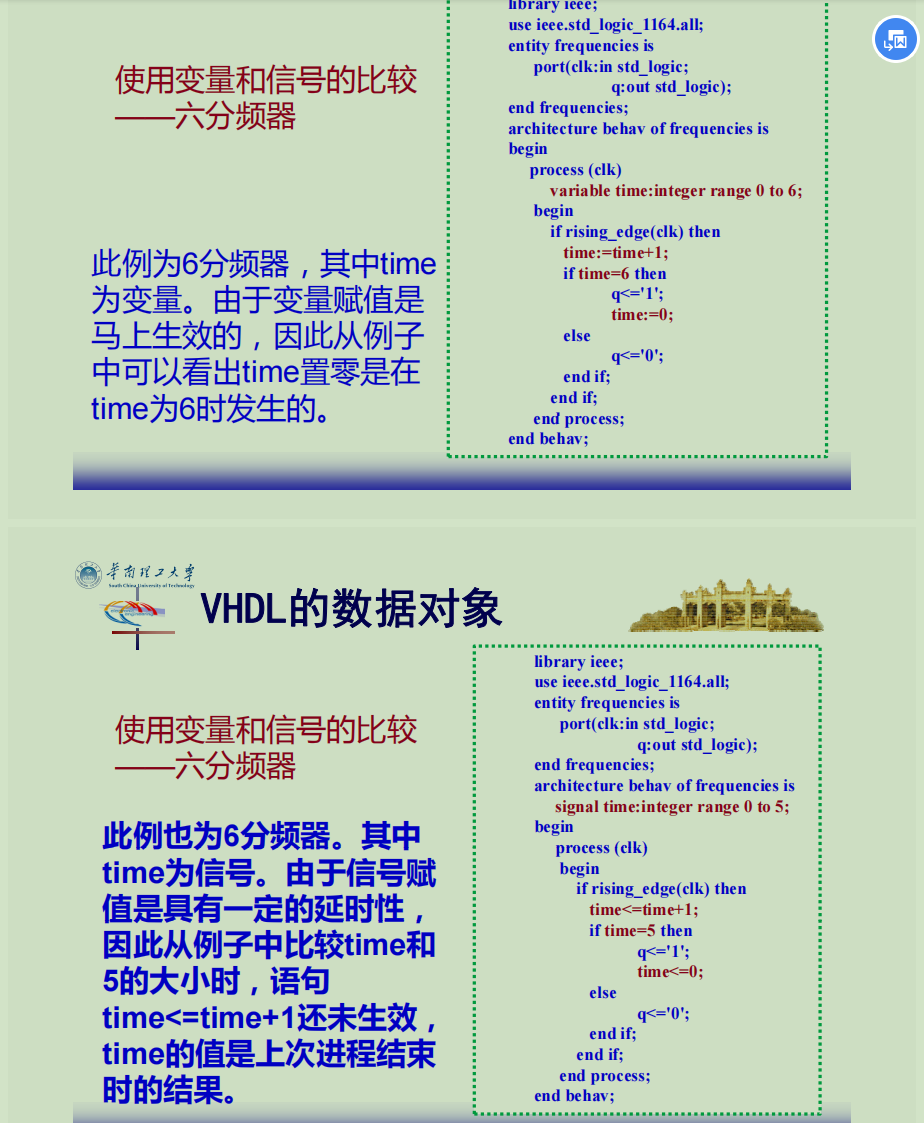 使用变量和信号的比较
——六分频器
此例为6分频器，其中time
为变量。由于变量赋值是
马上生效的，因此从例子
中可以看出time置零是在
time为6时发生的。
library ieee;
use ieee.std_logic_1164.all;
entity frequencies is
port(clk:in std_logic;
q:out std_logic);
end frequencies;
architecture behav of frequencies is
begin
process (clk)
variable time:integer range 0 to 6;
begin
if rising_edge(clk) then
time:=time+1;
if time=6 then
q<='1';
time:=0;
else
q<='0';
end if;
end if;
end process;
end behav;
华南理工大学
South China University of Technology
VHDL的数据对象
使用变量和信号的比较
——六分频器
此例也为6分频器。其中
time为信号。由于信号赋
值是具有一定的延时性，
因此从例子中比较time和
5的大小时，语句
time<=time+1还未生效，
time的值是上次进程结束
时的结果。
library ieee;
use ieee.std_logic_1164.all;
entity frequencies is
port(clk:in std_logic;
q:out std_logic);
end frequencies;
architecture behav of frequencies is
signal time:integer range 0 to 5;
begin
process (clk)
begin
if rising_edge(clk) then
time<=time+1;
if time=5 then
q<='1';
time<=0;
else
q<='0';
end if;
end if;
end process;
end behav;